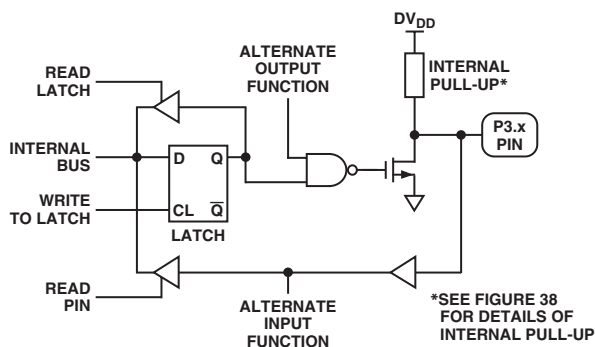 DVDD
ALTERNATE
OUTPUT
FUNCTION
READ
LATCH
INTERNAL
PULL-UP*
P3.x
PIN
INTERNAL
BUS
D Q
WRITE
TO LATCH
CL Q̅
LATCH
READ
PIN
ALTERNATE
INPUT
FUNCTION
*SEE FIGURE 38
FOR DETAILS OF
INTERNAL PULL-UP